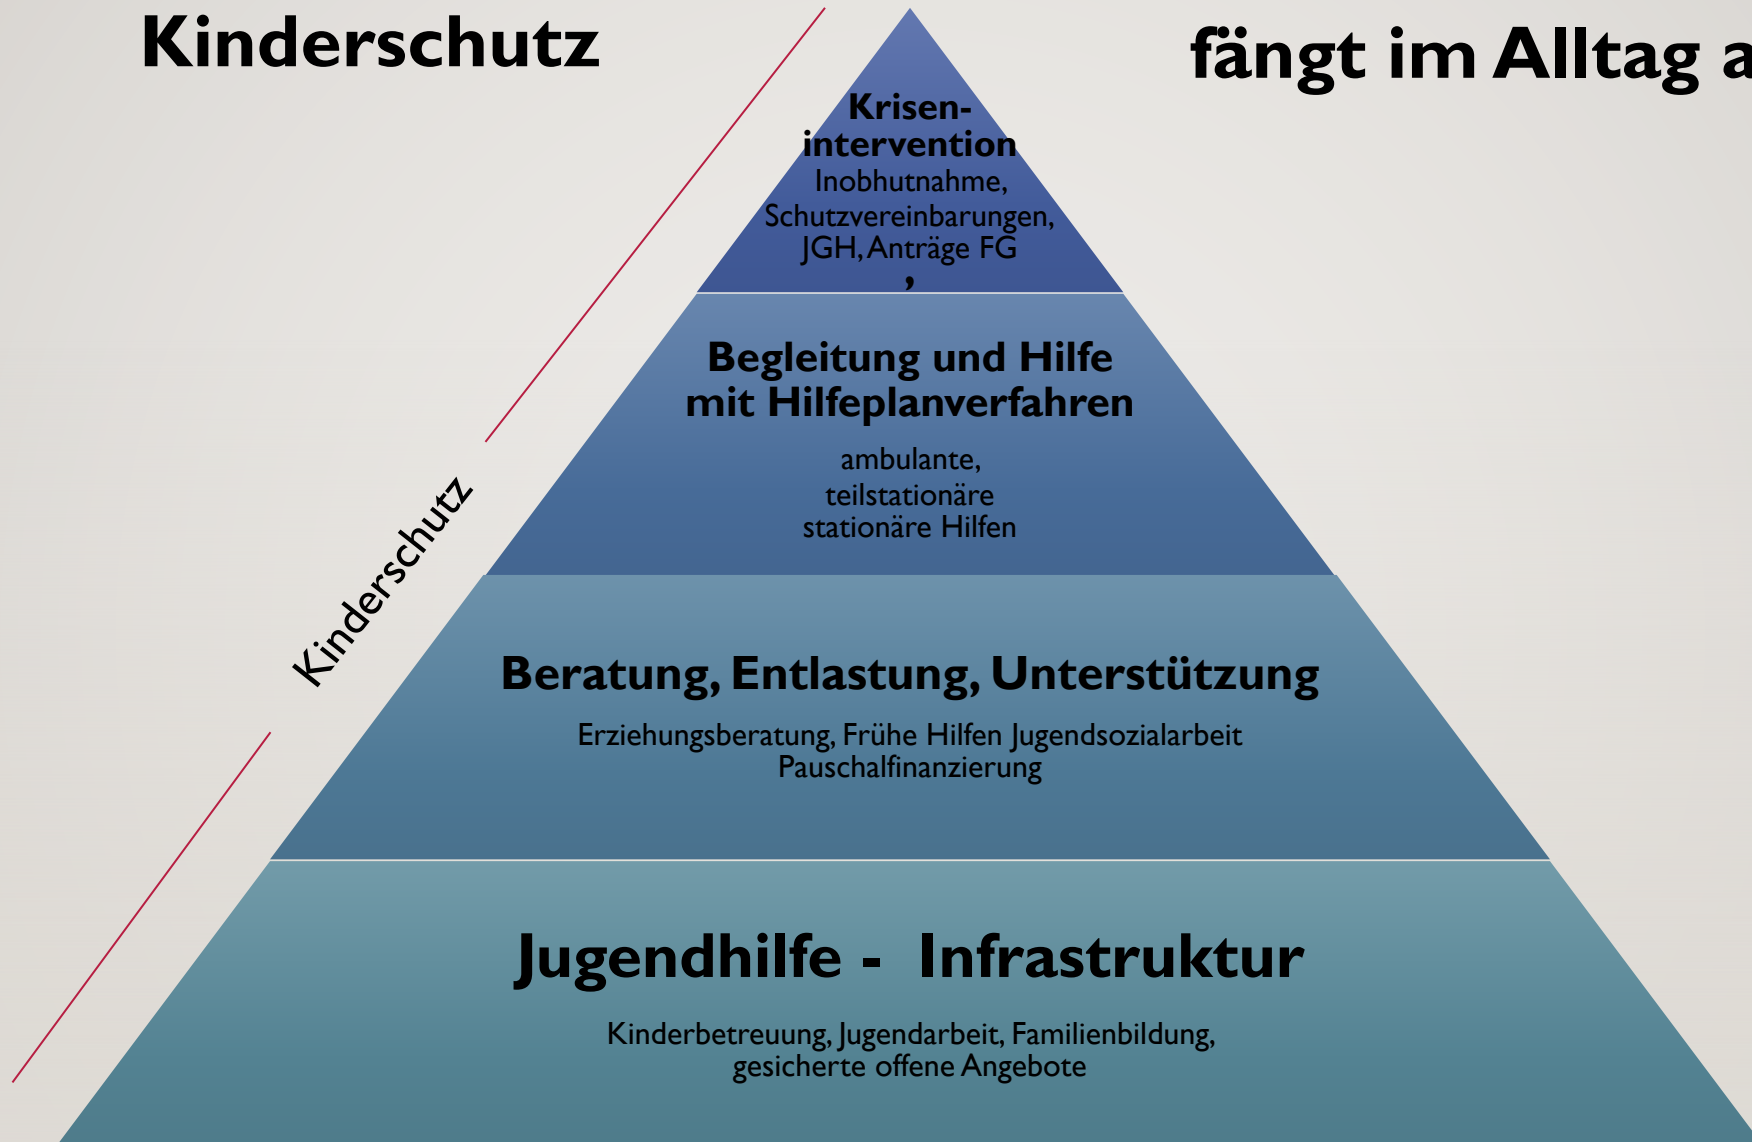 Kinderschutz
fängt im Alltag a
Krisen-
intervention
Inobhutnahme,
Schutzvereinbarungen,
JGH, Anträge FG
,
Begleitung und Hilfe
mit Hilfeplanverfahren
ambulante,
teilstationäre
stationäre Hilfen
Kinderschutz
Beratung, Entlastung, Unterstützung
Erziehungsberatung, Frühe Hilfen Jugendsozialarbeit
Pauschalfinanzierung
Jugendhilfe -  Infrastruktur
Kinderbetreuung, Jugendarbeit, Familienbildung,
gesicherte offene Angebote